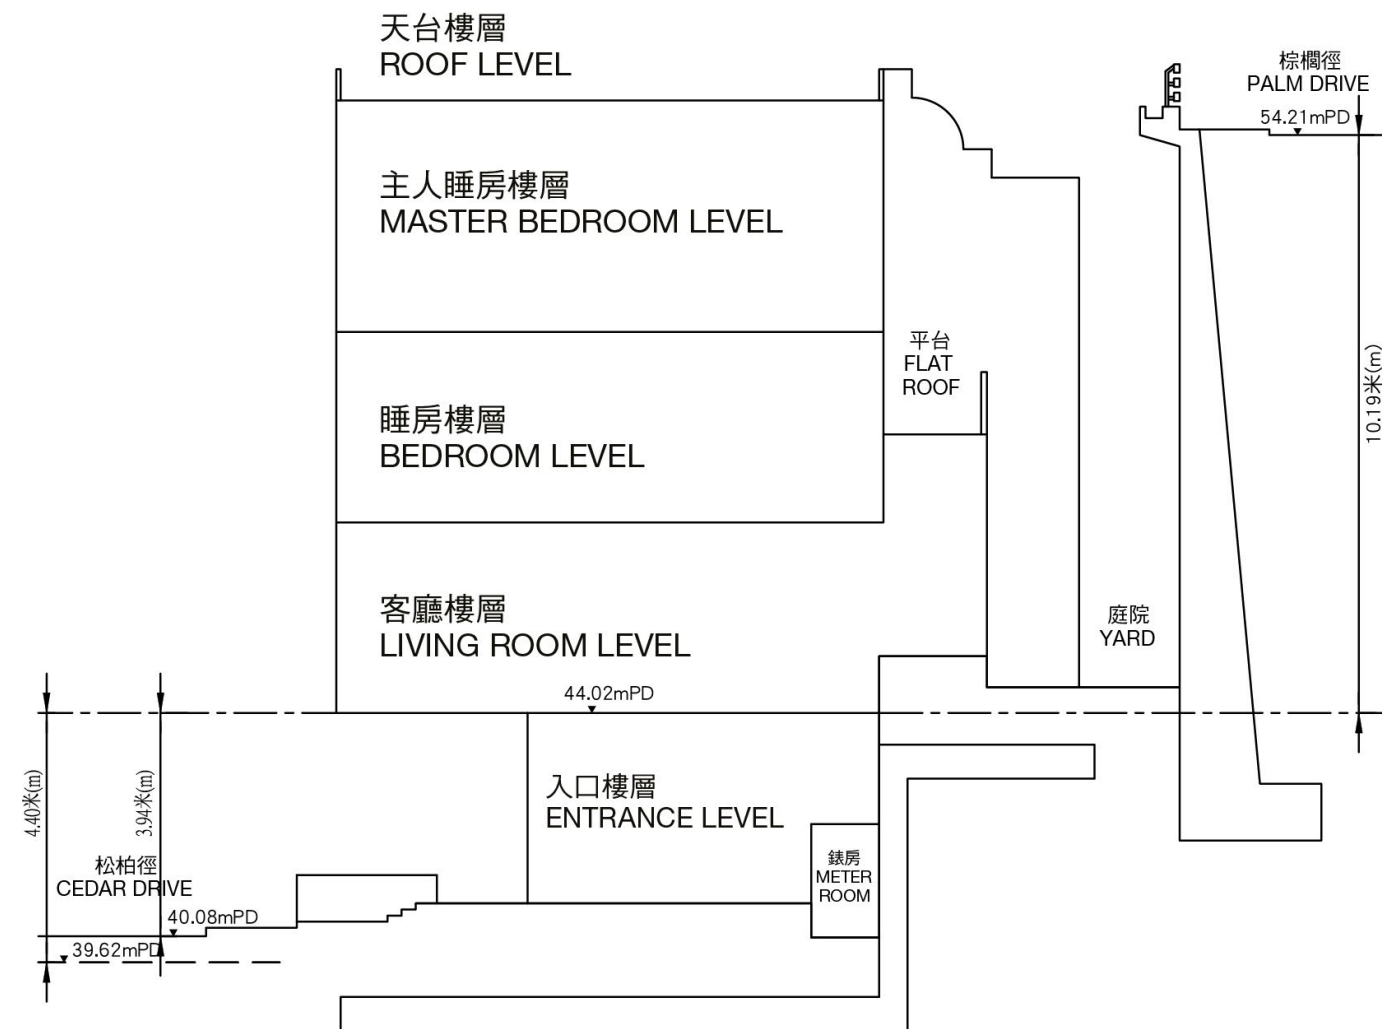 天台樓層
ROOF LEVEL
棕櫚徑
PALM DRIVE
54.21mPD
主人睡房樓層
MASTER BEDROOM LEVEL
平台
FLAT
ROOF
10.19米(m)
睡房樓層
BEDROOM LEVEL
客廳樓層
LIVING ROOM LEVEL
庭院
YARD
44.02mPD
4.40米(m)
3.94米(m)
入口樓層
ENTRANCE LEVEL
錶房
METER
ROOM
松柏徑
CEDAR DRIVE
40.08mPD
39.62mPD